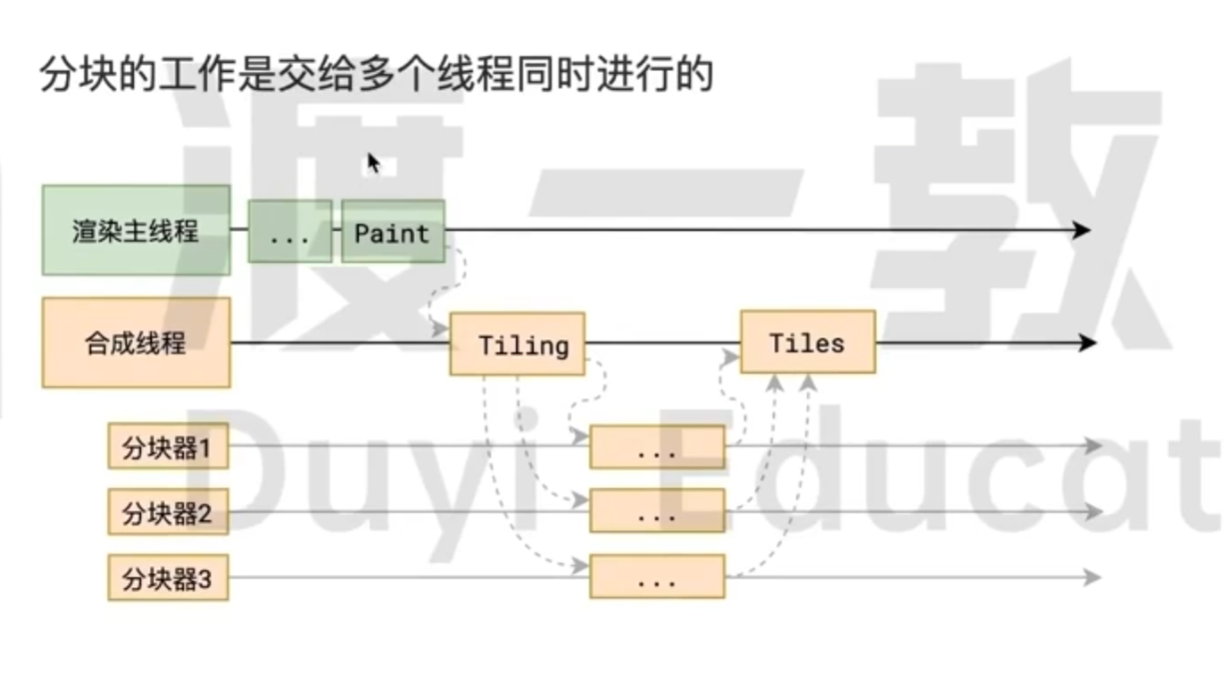 分块的工作是交给多个线程同时进行的
渡一教
渲染主线程 ... Paint
合成线程 Tiling Tiles
分块器1 ...
Duyi Educat
分块器2 ...
分块器3 ...